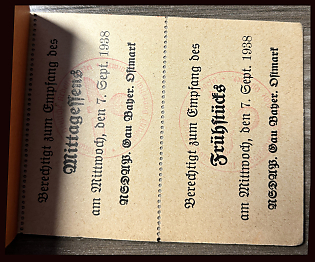 Berechtigt zum Empfang des
Mittagessens
am Mittwoch, den 7. Sept. 1938
NSDAP. Gau Bayer. Ostmark
Berechtigt zum Empfang des
Frühstücks
am Mittwoch, den 7. Sept. 1938
NSDAP. Gau Bayer. Ostmark